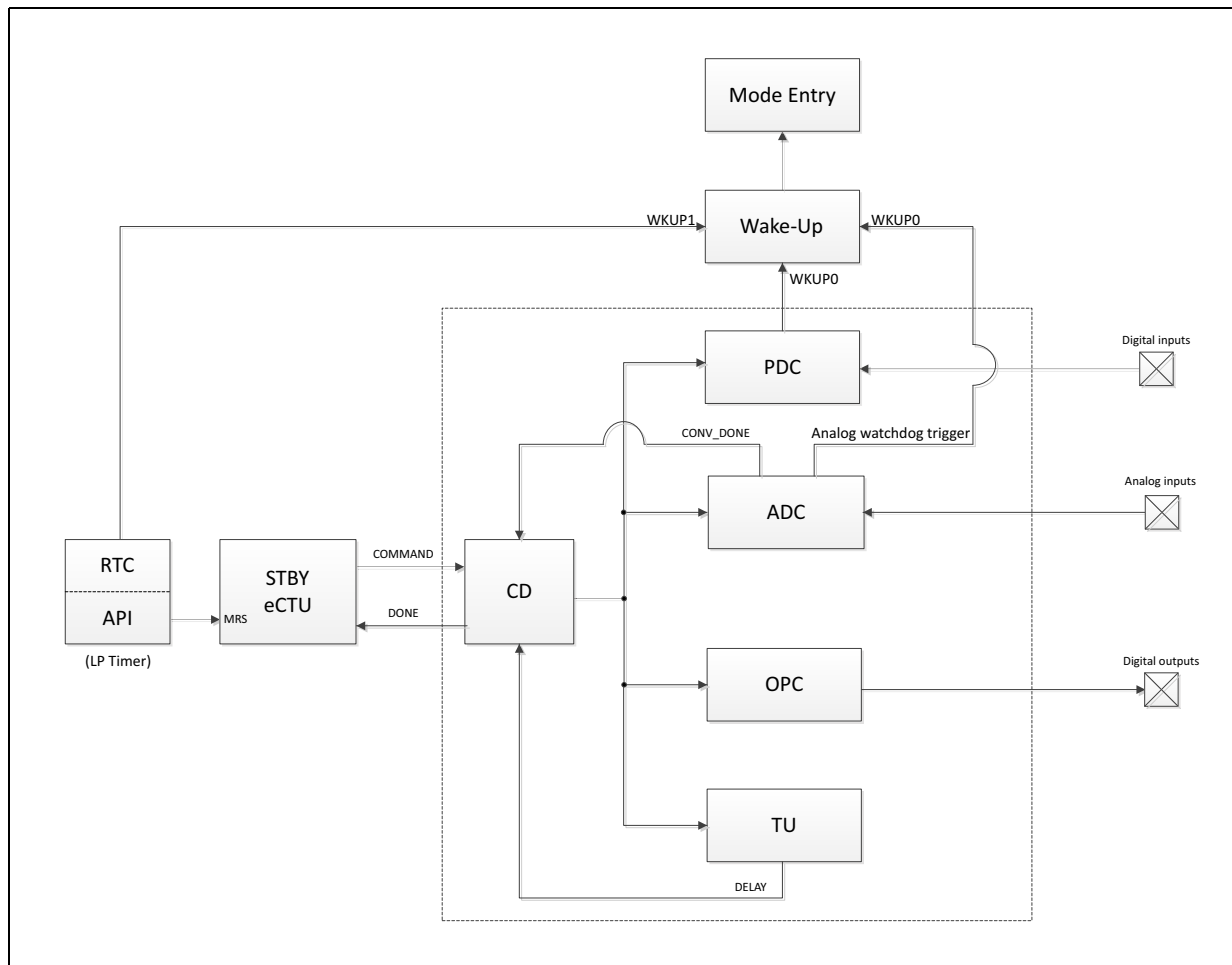 Mode Entry
WKUP1
Wake-Up
WKUP0
WKUP0
PDC
Digital inputs
CONV_DONE
Analog watchdog trigger
ADC
Analog inputs
RTC
API
(LP Timer)
MRS
STBY
eCTU
COMMAND
DONE
CD
OPC
Digital outputs
TU
DELAY